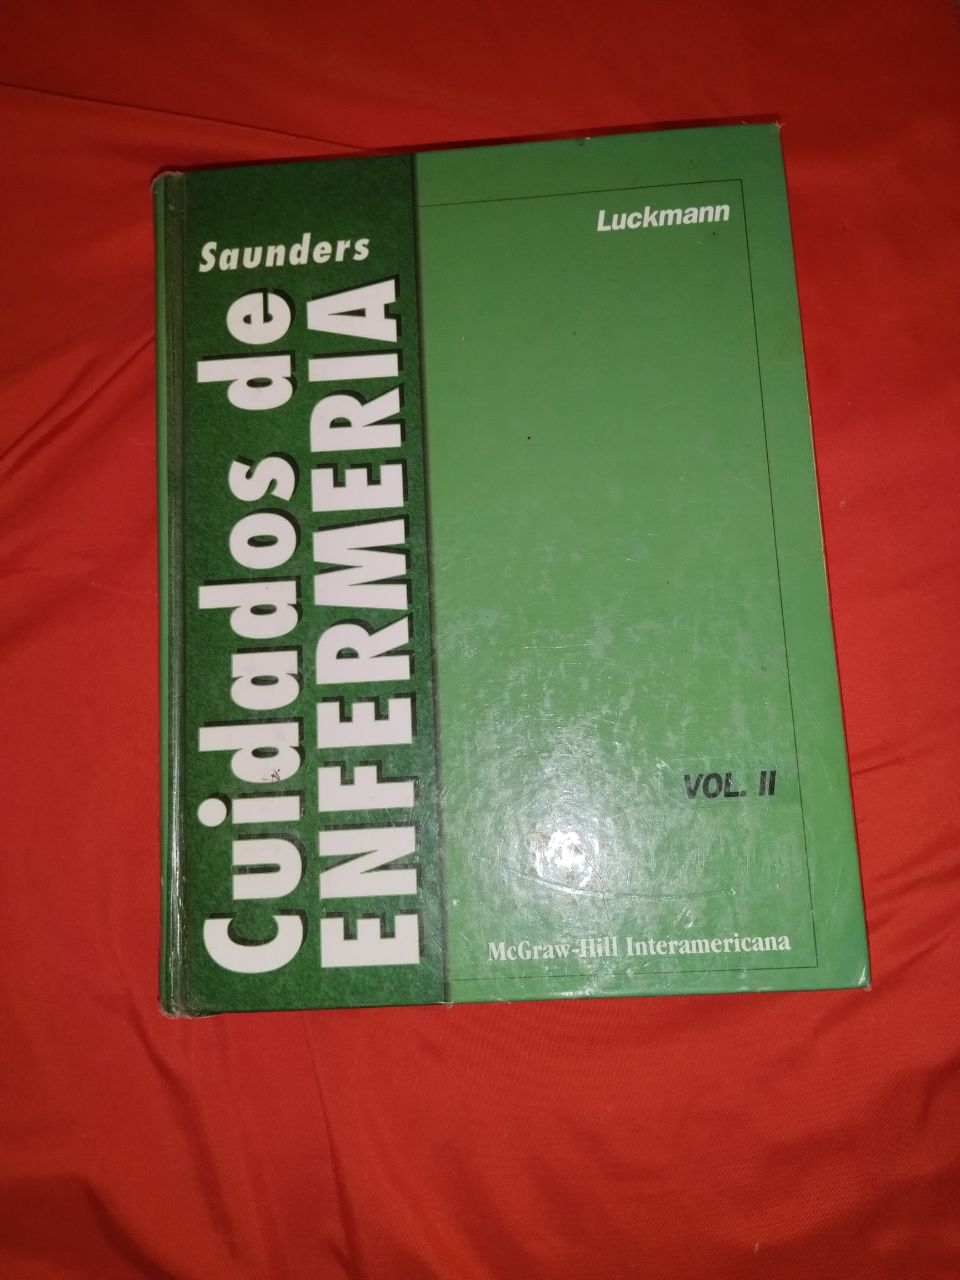 Saunders
Cuidados de
ENFERMERIA
Luckmann
VOL. II
McGraw-Hill Interamericana